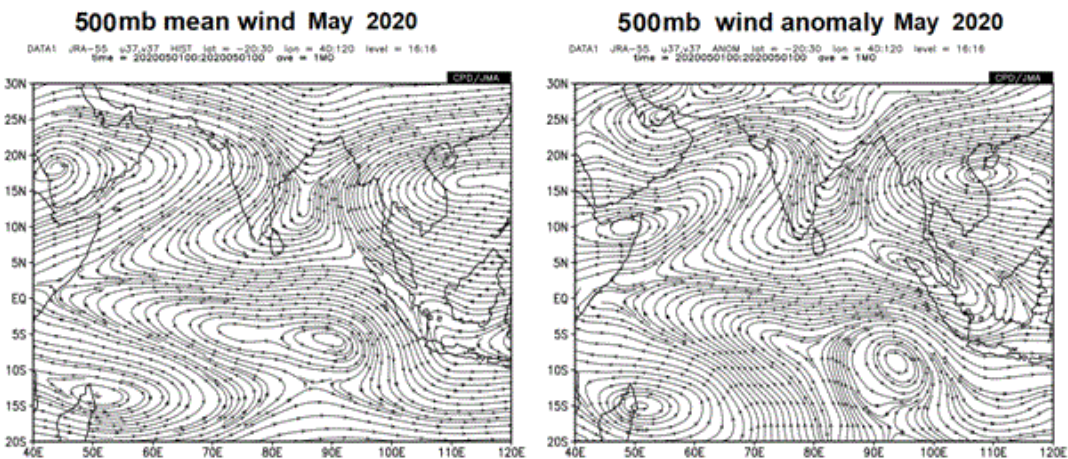 500mb mean wind May 2020
DATA1 JRA-55 u37,v37 HIST lat = -20:30 lon = 40:120 level = 16:16
time = 2020050100:2020050100 ave = 1MO
CPD/JMA
30N
25N
20N
15N
10N
5N
EQ
5S
10S
15S
20S
40E 50E 60E 70E 80E 90E 100E 110E 120E
500mb wind anomaly May 2020
DATA1 JRA-55 u37,v37 ANOM lat = -20:30 lon = 40:120 level = 16:16
time = 2020050100:2020050100 ave = 1MO
CPD/JMA
30N
25N
20N
15N
10N
5N
EQ
5S
10S
15S
20S
40E 50E 60E 70E 80E 90E 100E 110E 120E